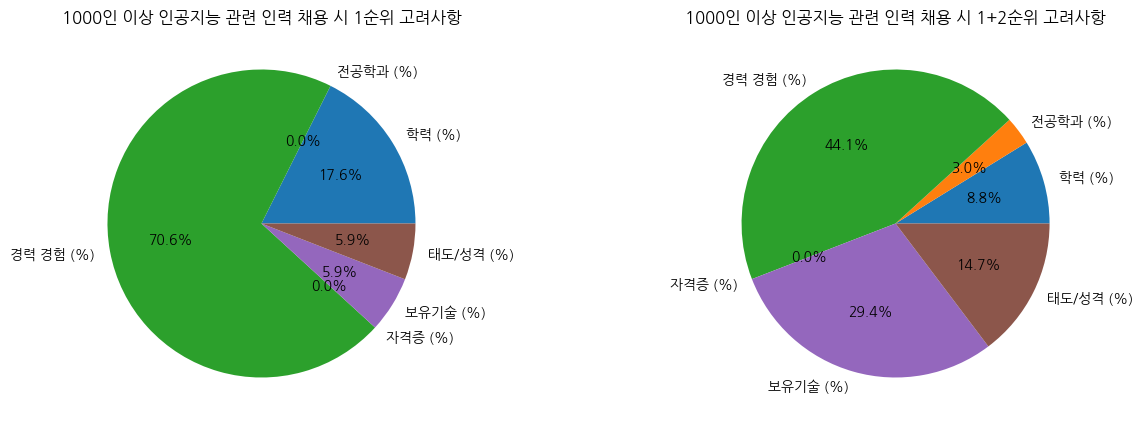 1000인 이상 인공지능 관련 인력 채용 시 1순위 고려사항
전공학과 (%)
학력 (%)
0.0%
17.6%
70.6%
5.9%
경력 경험 (%)
태도/성격 (%)
5.9%
0.0%
보유기술 (%)
자격증 (%)
1000인 이상 인공지능 관련 인력 채용 시 1+2순위 고려사항
경력 경험 (%)
전공학과 (%)
44.1%
3.0%
학력 (%)
8.8%
0.0%
14.7%
자격증 (%)
태도/성격 (%)
29.4%
보유기술 (%)